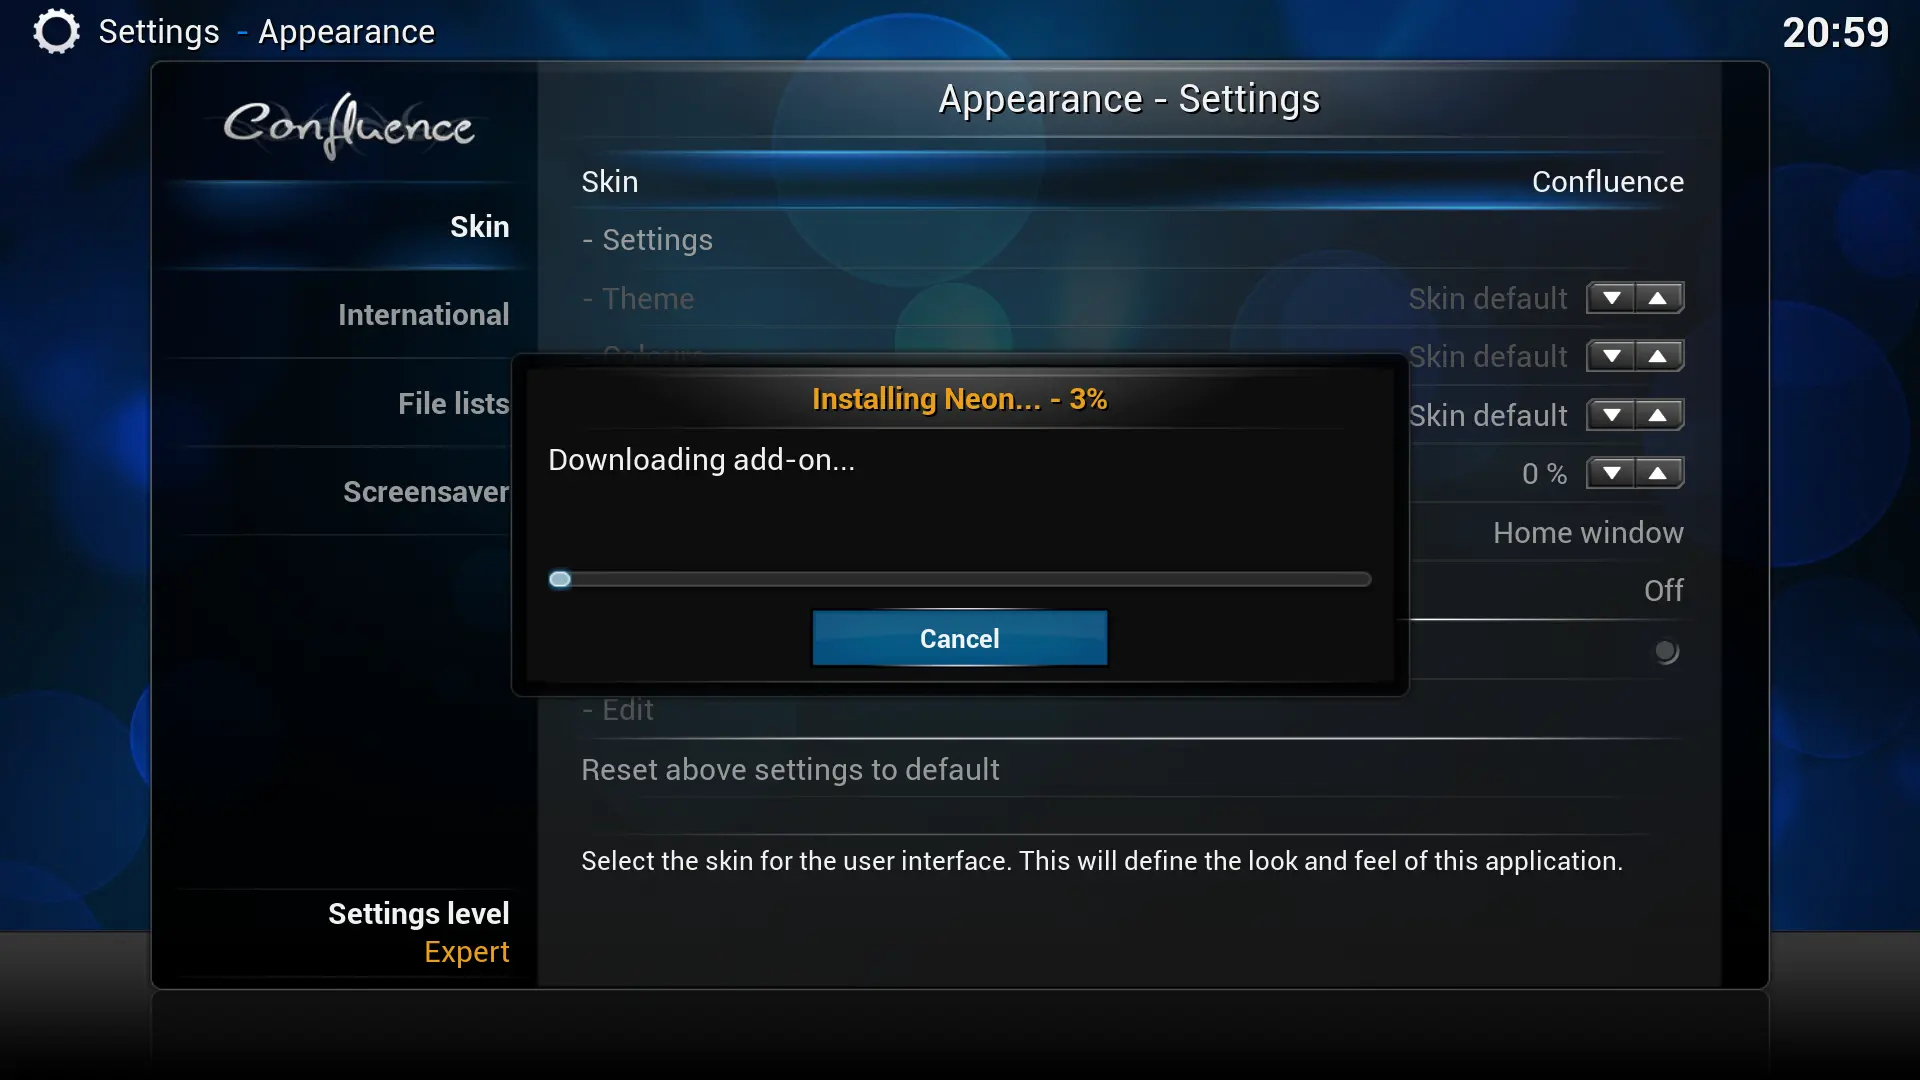 Settings - Appearance
20:59
Confluence
Appearance - Settings
Skin
International
File lists
Screensaver
Skin Confluence
- Settings
- Theme Skin default
- Colours Skin default
Skin default
0 %
Home window
Off
Installing Neon... - 3%
Downloading add-on...
Cancel
- Edit
Reset above settings to default
Select the skin for the user interface. This will define the look and feel of this application.
Settings level
Expert